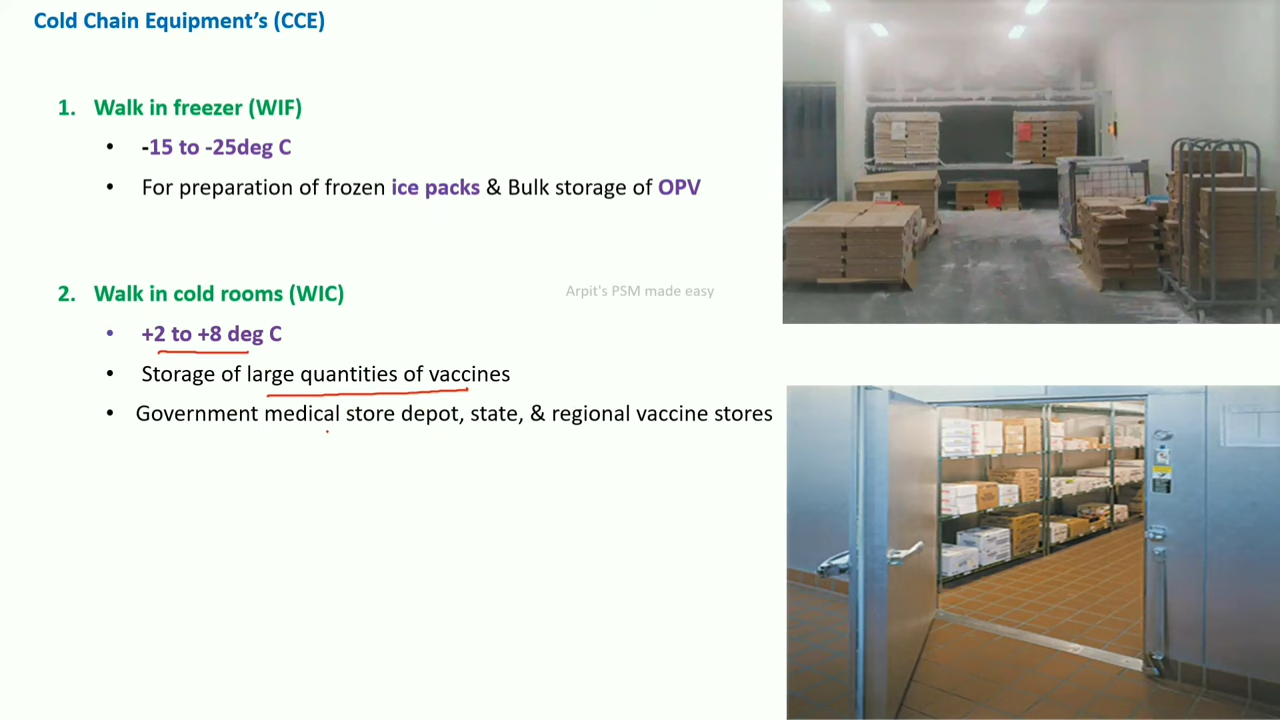 Cold Chain Equipment's (CCE)
1. Walk in freezer (WIF)
• -15 to -25deg C
• For preparation of frozen ice packs & Bulk storage of OPV
2. Walk in cold rooms (WIC)
Arpit's PSM made easy
• +2 to +8 deg C
• Storage of large quantities of vaccines
• Government medical store depot, state, & regional vaccine stores